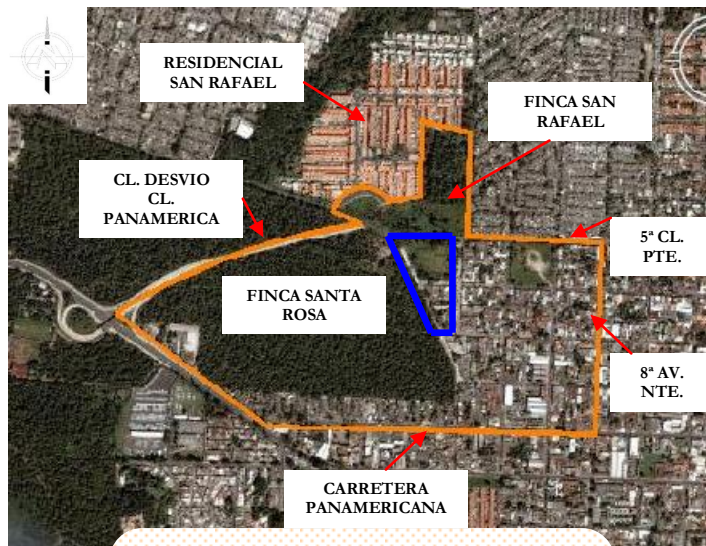 RESIDENCIAL
SAN RAFAEL
FINCA SAN
RAFAEL
CL. DESVIO
CL.
PANAMERICA
5ª CL.
PTE.
FINCA SANTA
ROSA
8ª AV.
NTE.
CARRETERA
PANAMERICANA